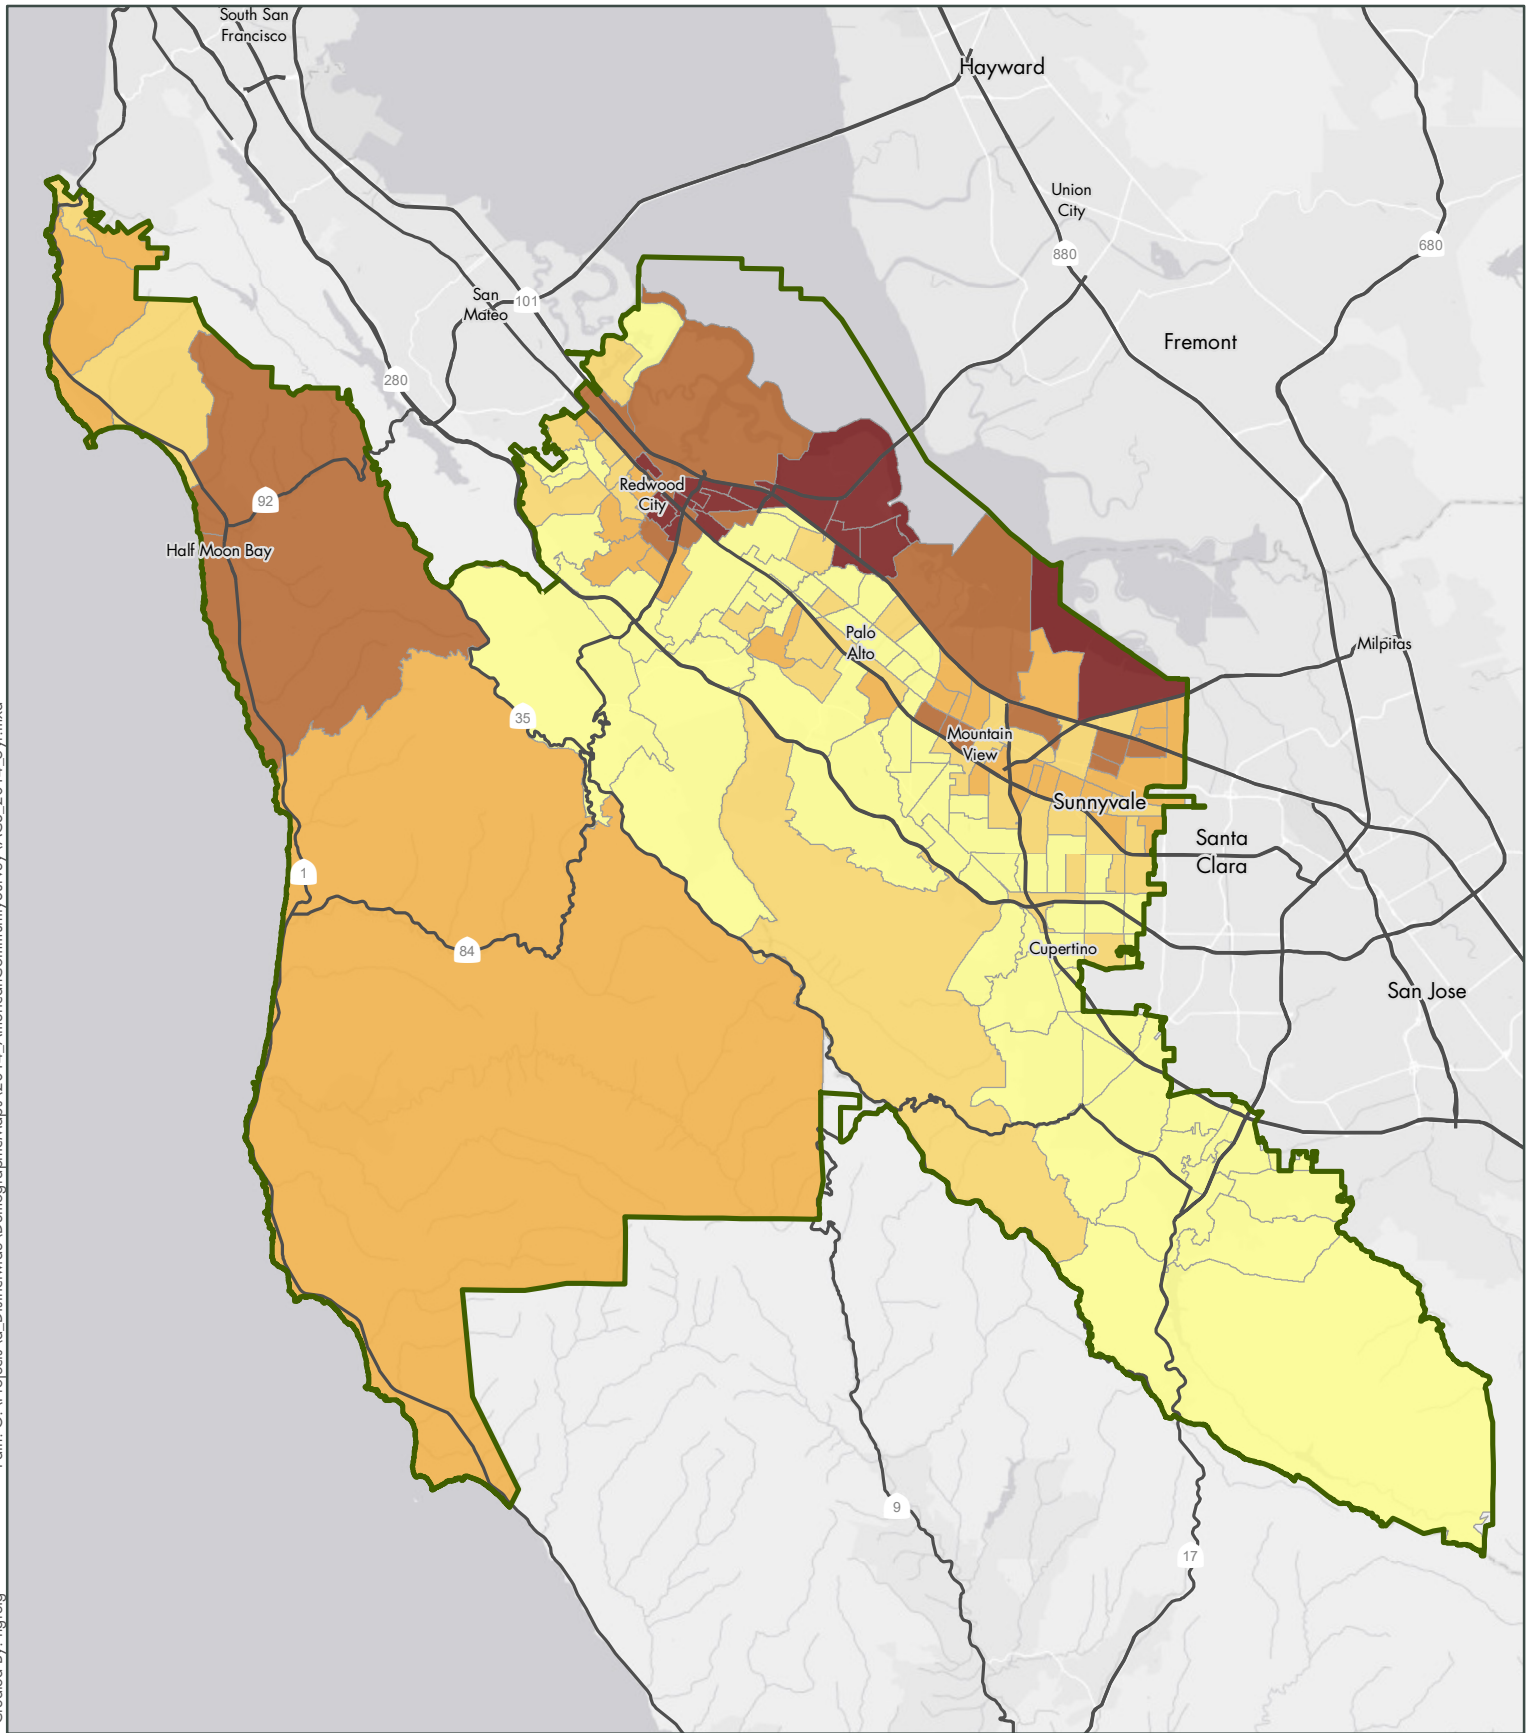 South San
Francisco
Hayward
Union
City
880
680
San
Mateo
101
Fremont
280
Redwood
City
92
Half Moon Bay
Palo
Alto
Milpitas
35
Mountain
View
Sunnyvale
Santa
Clara
1
84
Cupertino
San Jose
9
17